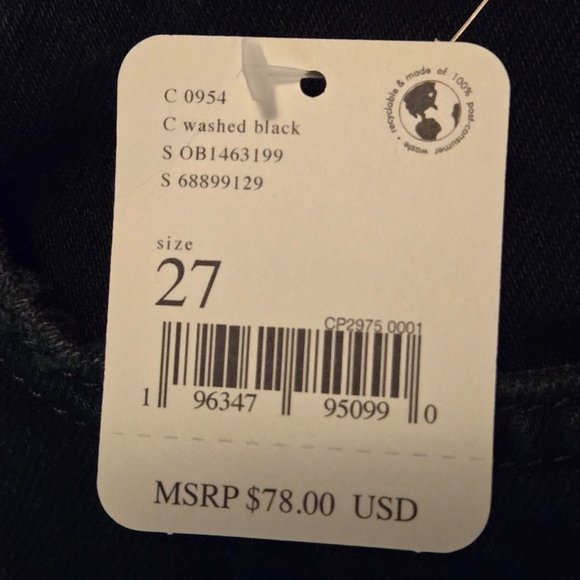 C 0954
C washed black
S OB1463199
S 68899129
recyclable & made of 100% post-consumer waste •
size
27
CP2975 0001
1 96347 95099 0
MSRP $78.00 USD